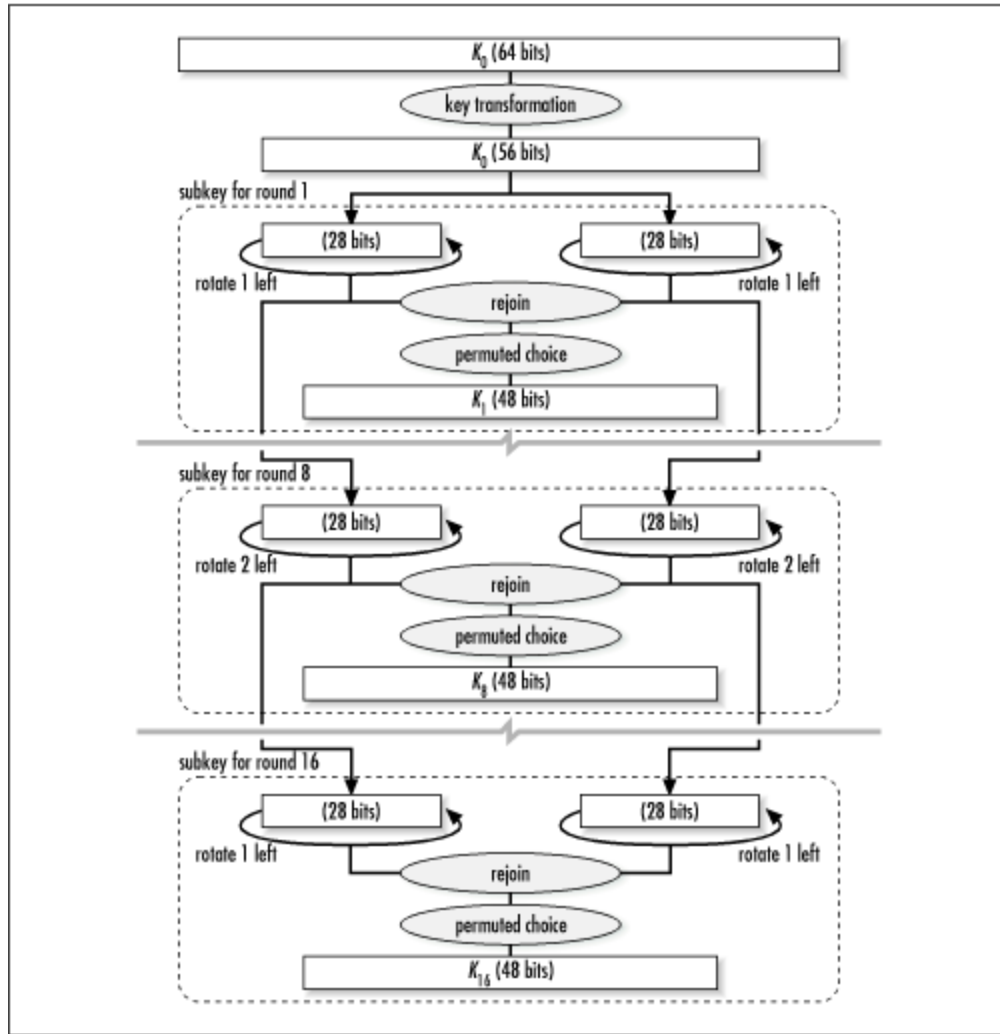 K0 (64 bits)
key transformation
K0 (56 bits)
subkey for round 1
(28 bits) (28 bits)
rotate 1 left rotate 1 left
rejoin
permuted choice
K1 (48 bits)
subkey for round 8
(28 bits) (28 bits)
rotate 2 left rotate 2 left
rejoin
permuted choice
K8 (48 bits)
subkey for round 16
(28 bits) (28 bits)
rotate 1 left rotate 1 left
rejoin
permuted choice
K16 (48 bits)